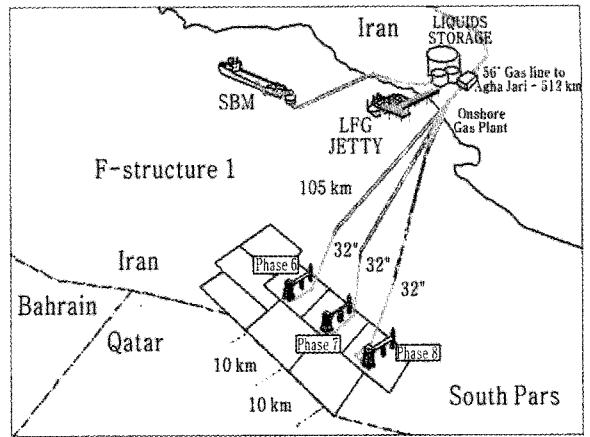 Iran
LIQUIDS
STORAGE
56" Gas line to
Agha Jari - 512 km
SBM
LFG
JETTY
Onshore
Gas Plant
F-structure 1
105 km
32"
32"
32"
Iran
Phase 6
Bahrain
Qatar
Phase 7
Phase 8
10 km
10 km
South Pars